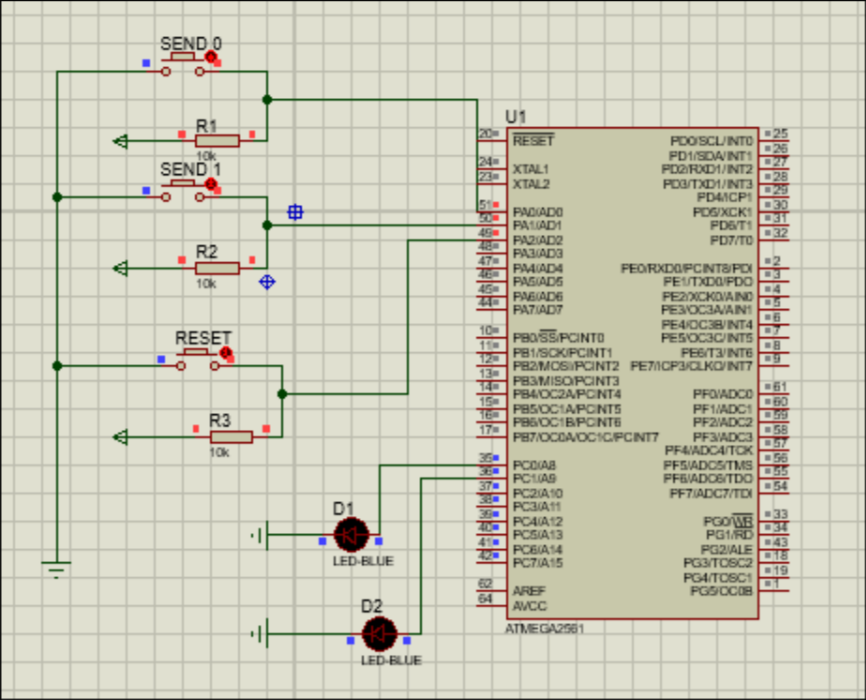 SEND 0
R1
10k
SEND 1
R2
10k
RESET
R3
10k
D1
LED-BLUE
D2
LED-BLUE
U1
20 RESET
24 XTAL1
23 XTAL2
51 PA0/AD0
50 PA1/AD1
49 PA2/AD2
48 PA3/AD3
47 PA4/AD4
46 PA5/AD5
45 PA6/AD6
44 PA7/AD7
10 PB0/SS/PCINT0
11 PB1/SCK/PCINT1
12 PB2/MOSI/PCINT2
13 PB3/MISO/PCINT3
14 PB4/OC2A/PCINT4
15 PB5/OC1A/PCINT5
16 PB6/OC1B/PCINT6
17 PB7/OC0A/OC1C/PCINT7
35 PC0/A8
36 PC1/A9
37 PC2/A10
38 PC3/A11
39 PC4/A12
40 PC5/A13
41 PC6/A14
42 PC7/A15
62 AREF
64 AVCC
PD0/SCL/INT0 25
PD1/SDA/INT1 26
PD2/RXD1/INT2 27
PD3/TXD1/INT3 28
PD4/ICP1 29
PD5/XCK1 30
PD6/T1 31
PD7/T0 32
PE0/RXD0/PCINT8/PDI 2
PE1/TXD0/PDO 3
PE2/XCK0/AIN0 4
PE3/OC3A/AIN1 5
PE4/OC3B/INT4 6
PE5/OC3C/INT5 7
PE6/T3/INT6 8
PE7/ICP3/CLKO/INT7 9
PF0/ADC0 61
PF1/ADC1 60
PF2/ADC2 59
PF3/ADC3 58
PF4/ADC4/TCK 57
PF5/ADC5/TMS 56
PF6/ADC6/TDO 55
PF7/ADC7/TDI 54
PG0/WR 33
PG1/RD 34
PG2/ALE 43
PG3/TOSC2 18
PG4/TOSC1 19
PG5/OC0B 1
ATMEGA2561